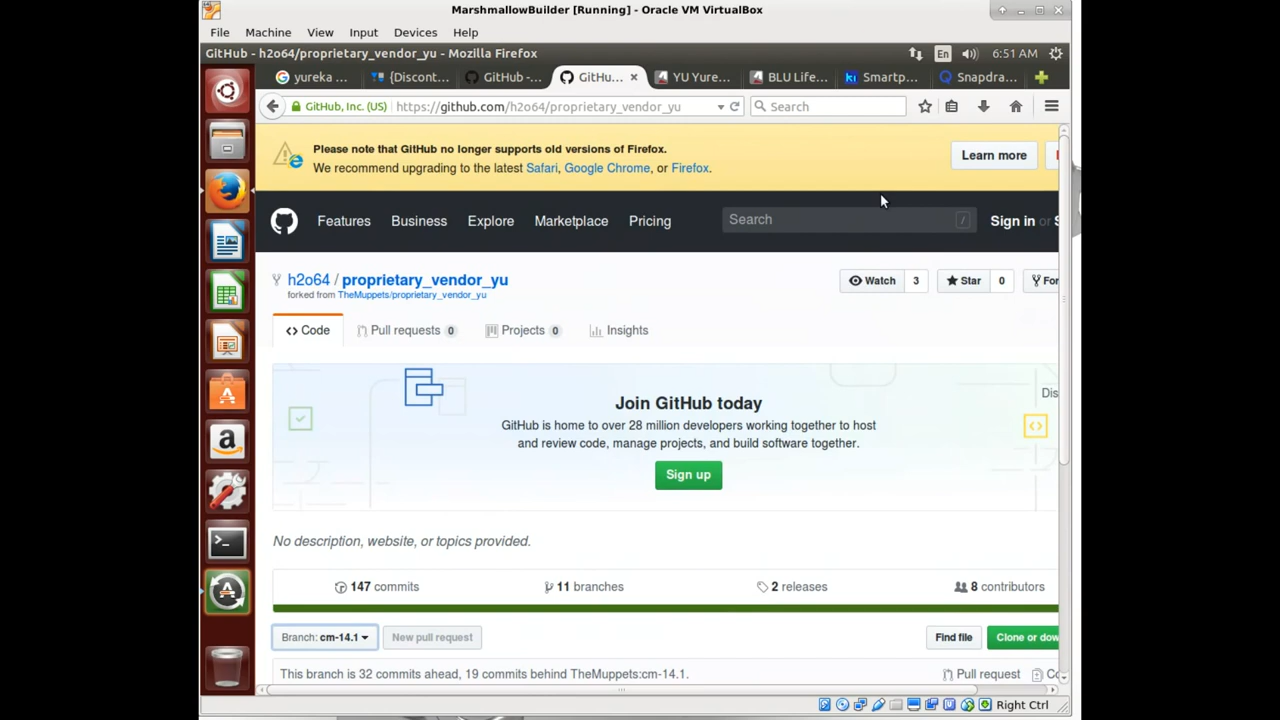 MarshmallowBuilder [Running] - Oracle VM VirtualBox
File Machine View Input Devices Help
GitHub - h2o64/proprietary_vendor_yu - Mozilla Firefox
En
6:51 AM
yureka ...
{Discont...
GitHub -...
GitHu...
YU Yure...
BLU Life...
ki Smartp...
Snapdra...
GitHub, Inc. (US) https://github.com/h2o64/proprietary_vendor_yu
Search
Please note that GitHub no longer supports old versions of Firefox.
We recommend upgrading to the latest Safari, Google Chrome, or Firefox.
Learn more
Features Business Explore Marketplace Pricing
Search /
Sign in or S
h2o64 / proprietary_vendor_yu
forked from TheMuppets/proprietary_vendor_yu
Watch 3
Star 0
For
Code
Pull requests 0
Projects 0
Insights
Dis
Join GitHub today
GitHub is home to over 28 million developers working together to host
and review code, manage projects, and build software together.
Sign up
No description, website, or topics provided.
147 commits
11 branches
2 releases
8 contributors
Branch: cm-14.1
New pull request
Find file
Clone or dow
This branch is 32 commits ahead, 19 commits behind TheMuppets:cm-14.1.
Pull request
Co
Right Ctrl